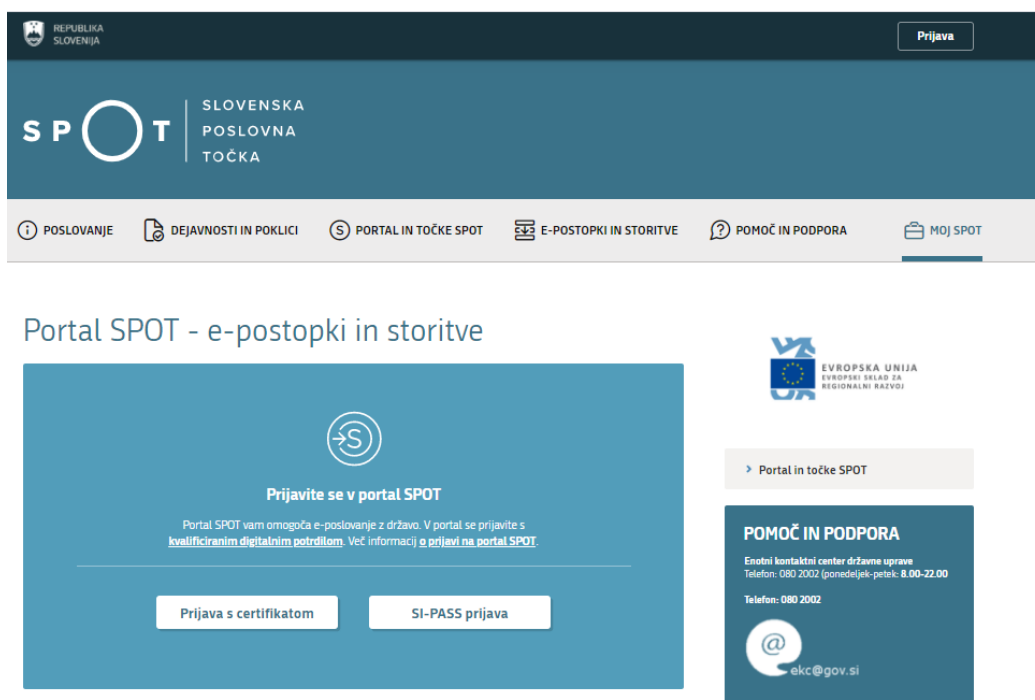 REPUBLIKA
SLOVENIJA
Prijava
SPOT
SLOVENSKA
POSLOVNA
TOČKA
POSLOVANJE
DEJAVNOSTI IN POKLICI
PORTAL IN TOČKE SPOT
E-POSTOPKI IN STORITVE
POMOČ IN PODPORA
MOJ SPOT
Portal SPOT - e-postopki in storitve
S
Prijavite se v portal SPOT
Portal SPOT vam omogoča e-poslovanje z državo. V portal se prijavite s
kvalificiranim digitalnim potrdilom. Več informacij o prijavi na portal SPOT.
Prijava s certifikatom
SI-PASS prijava
EVROPSKA UNIJA
EVROPSKI SKLAD ZA
REGIONALNI RAZVOJ
Portal in točke SPOT
POMOČ IN PODPORA
Enotni kontaktni center državne uprave
Telefon: 080 2002 (ponedeljek-petek: 8.00-22.00
Telefon: 080 2002
@
ekc@gov.si